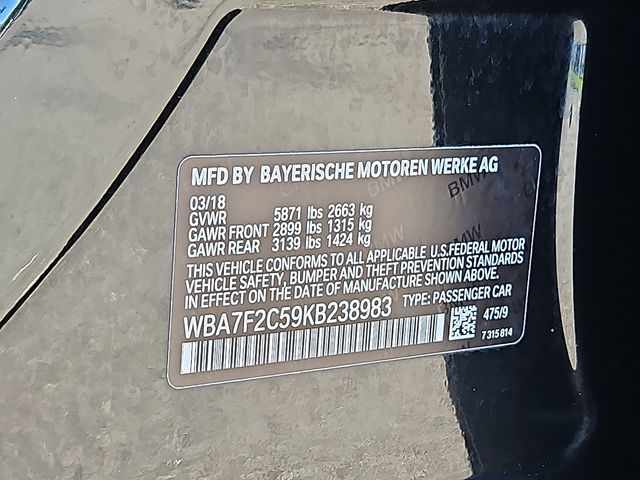 MFD BY BAYERISCHE MOTOREN WERKE AG
03/18
GVWR 5871 lbs 2663 kg
GAWR FRONT 2899 lbs 1315 kg
GAWR REAR 3139 lbs 1424 kg
THIS VEHICLE CONFORMS TO ALL APPLICABLE U.S.FEDERAL MOTOR
VEHICLE SAFETY, BUMPER AND THEFT PREVENTION STANDARDS
IN EFFECT ON THE DATE OF MANUFACTURE SHOWN ABOVE.
WBA7F2C59KB238983 TYPE: PASSENGER CAR
475/9
7 315 814
BMW
BMW
BMW